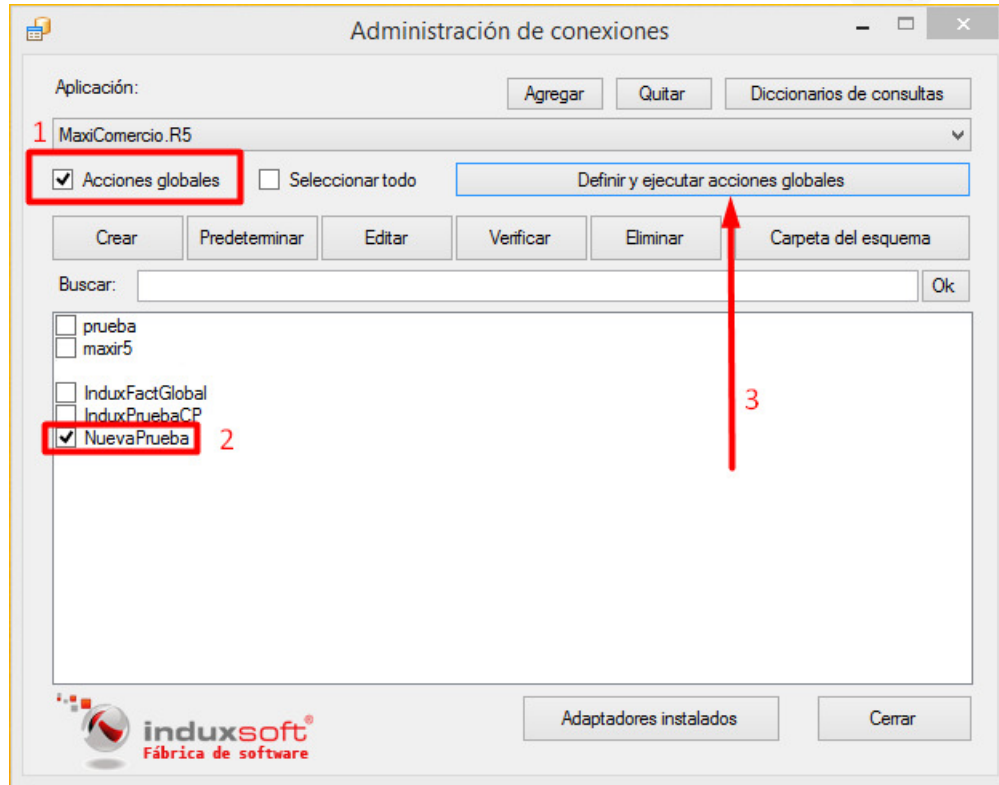 Administración de conexiones
Aplicación:
Agregar
Quitar
Diccionarios de consultas
1
MaxiComercio.R5
Acciones globales
Seleccionar todo
Definir y ejecutar acciones globales
Crear
Predeterminar
Editar
Verificar
Eliminar
Carpeta del esquema
Buscar:
Ok
prueba
maxir5
InduxFactGlobal
InduxPruebaCP
NuevaPrueba
2
3
induxsoft®
Fábrica de software
Adaptadores instalados
Cerrar